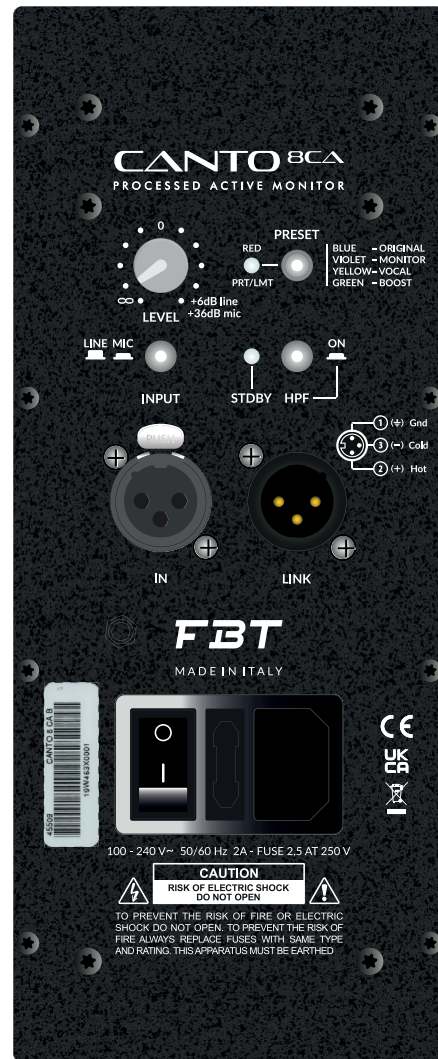 CANTO 8CA
PROCESSED ACTIVE MONITOR
0
∞
+6dB line
+36dB mic
LEVEL
RED
PRT/LMT
PRESET
BLUE – ORIGINAL
VIOLET – MONITOR
YELLOW – VOCAL
GREEN – BOOST
LINE MIC
INPUT
STDBY
HPF
ON
PUSH
IN
LINK
1 (⏚) Gnd
3 (–) Cold
2 (+) Hot
FBT
MADE IN ITALY
45509
CANTO 8 CA B
19W463X0001
CE
UK
CA
100 - 240 V~ 50/60 Hz 2A - FUSE 2,5 AT 250 V
CAUTION
RISK OF ELECTRIC SHOCK
DO NOT OPEN
TO PREVENT THE RISK OF FIRE OR ELECTRIC
SHOCK DO NOT OPEN. TO PREVENT THE RISK OF
FIRE ALWAYS REPLACE FUSES WITH SAME TYPE
AND RATING. THIS APPARATUS MUST BE EARTHED